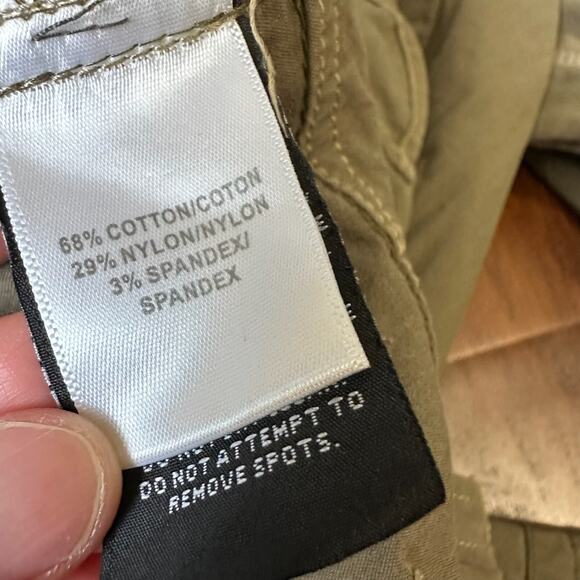 68% COTTON/COTON
29% NYLON/NYLON
3% SPANDEX/
SPANDEX
DO NOT ATTEMPT TO
REMOVE SPOTS.